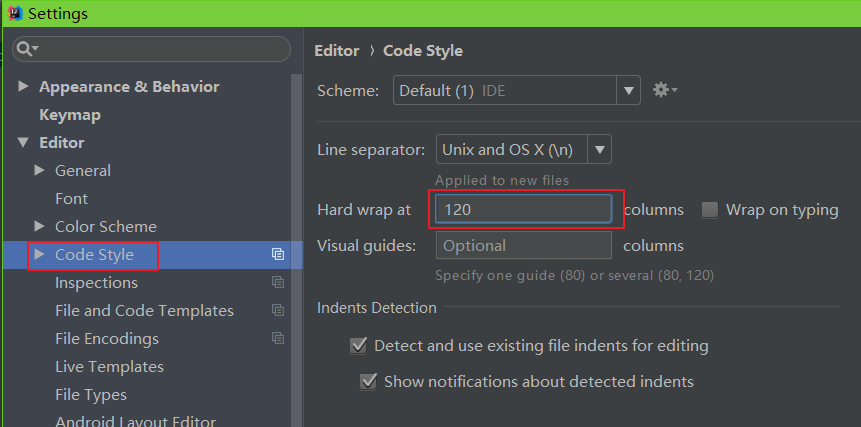 Settings
Appearance & Behavior
Keymap
Editor
General
Font
Color Scheme
Code Style
Inspections
File and Code Templates
File Encodings
Live Templates
File Types
Android Layout Editor
Editor › Code Style
Scheme: Default (1) IDE
Line separator: Unix and OS X (\n)
Applied to new files
Hard wrap at 120 columns Wrap on typing
Visual guides: Optional columns
Specify one guide (80) or several (80, 120)
Indents Detection
Detect and use existing file indents for editing
Show notifications about detected indents